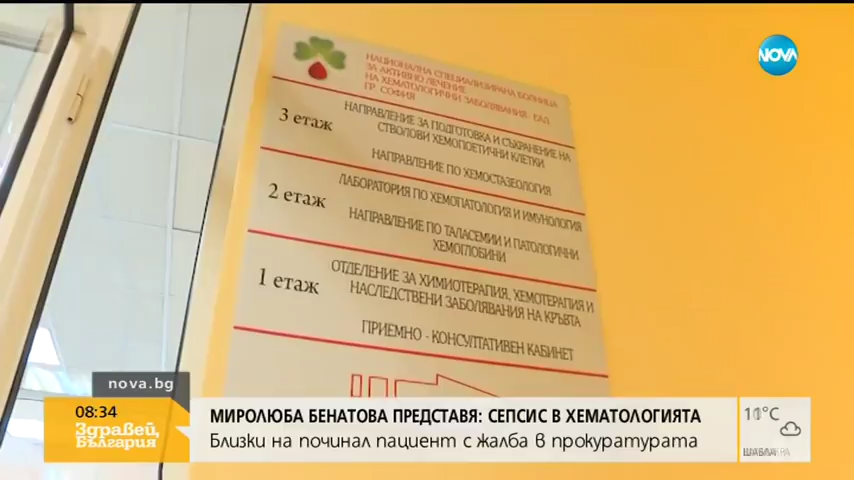 NOVA
НАЦИОНАЛНА СПЕЦИАЛИЗИРАНА БОЛНИЦА
ЗА АКТИВНО ЛЕЧЕНИЕ
НА ХЕМАТОЛОГИЧНИ ЗАБОЛЯВАНИЯ - ЕАД
ГР. СОФИЯ
3 етаж
НАПРАВЛЕНИЕ ЗА ПОДГОТОВКА И СЪХРАНЕНИЕ НА
СТВОЛОВИ ХЕМОПОЕТИЧНИ КЛЕТКИ
НАПРАВЛЕНИЕ ПО ХЕМОСТАЗЕОЛОГИЯ
2 етаж
ЛАБОРАТОРИЯ ПО ХЕМОПАТОЛОГИЯ И ИМУНОЛОГИЯ
НАПРАВЛЕНИЕ ПО ТАЛАСЕМИИ И ПАТОЛОГИЧНИ
ХЕМОГЛОБИНИ
1 етаж
ОТДЕЛЕНИЕ ЗА ХИМИОТЕРАПИЯ, ХЕМОТЕРАПИЯ И
НАСЛЕДСТВЕНИ ЗАБОЛЯВАНИЯ НА КРЪВТА
ПРИЕМНО - КОНСУЛТАТИВЕН КАБИНЕТ
nova.bg
08:34
Здравей,
България
МИРОЛЮБА БЕНАТОВА ПРЕДСТАВЯ: СЕПСИС В ХЕМАТОЛОГИЯТА
Близки на починал пациент с жалба в прокуратурата